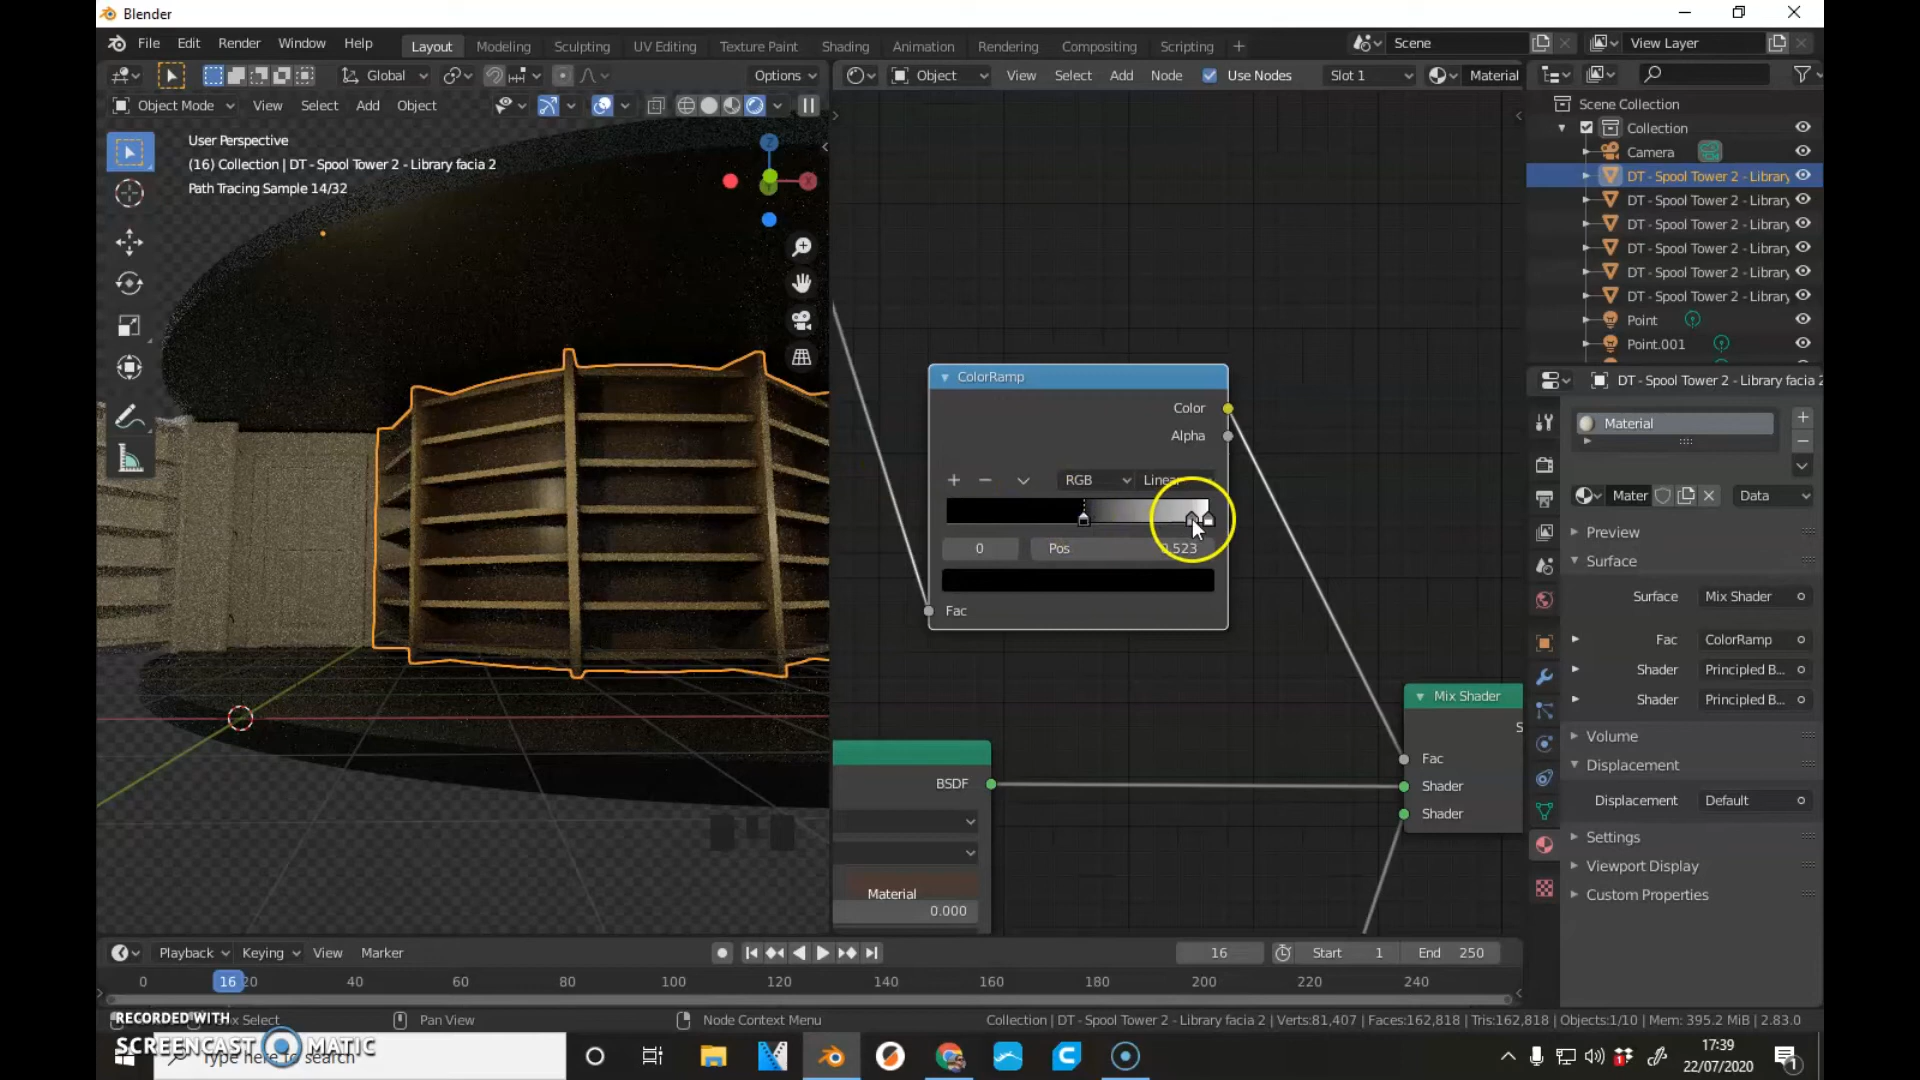 Blender
File Edit Render Window Help
Layout Modeling Sculpting UV Editing Texture Paint Shading Animation Rendering Compositing Scripting
Scene
View Layer
Global
Options
Object View Select Add Node Use Nodes Slot 1 Material
Object Mode View Select Add Object
User Perspective
(16) Collection | DT - Spool Tower 2 - Library facia 2
Path Tracing Sample 14/32
Z
X
Y
Scene Collection
Collection
Camera
DT - Spool Tower 2 - Library
DT - Spool Tower 2 - Library
DT - Spool Tower 2 - Library
DT - Spool Tower 2 - Library
DT - Spool Tower 2 - Library
DT - Spool Tower 2 - Library
Point
Point.001
ColorRamp
Color
Alpha
RGB Linear
0 Pos 0.523
Fac
Mix Shader
S
Fac
Shader
Shader
BSDF
Material
0.000
DT - Spool Tower 2 - Library facia 2
Material
Mater Data
Preview
Surface
Surface Mix Shader
Fac ColorRamp
Shader Principled B...
Shader Principled B...
Volume
Displacement
Displacement Default
Settings
Viewport Display
Custom Properties
Playback Keying View Marker
16 Start 1 End 250
0 16 20 40 60 80 100 120 140 160 180 200 220 240
RECORDED WITH
SCREENCAST MATIC
Select Pan View Node Context Menu
Collection | DT - Spool Tower 2 - Library facia 2 | Verts:81,407 | Faces:162,818 | Tris:162,818 | Objects:1/10 | Mem: 395.2 MiB | 2.83.0
Type here to search
17:39
22/07/2020
1